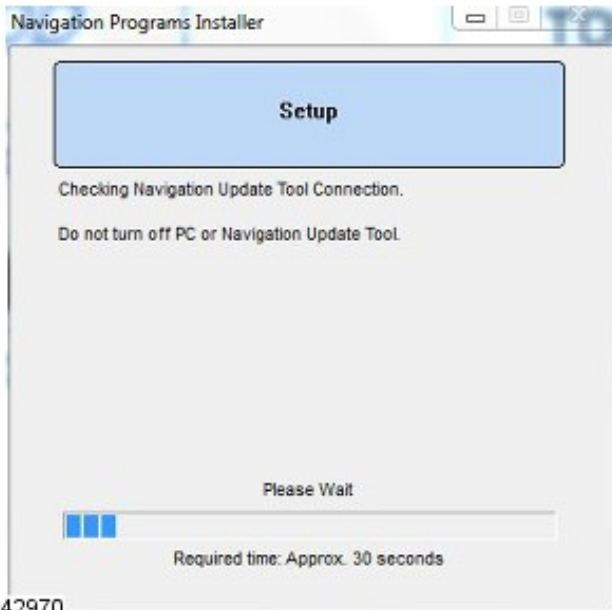 Navigation Programs Installer
Setup
Checking Navigation Update Tool Connection.
Do not turn off PC or Navigation Update Tool.
Please Wait
Required time: Approx. 30 seconds
42970